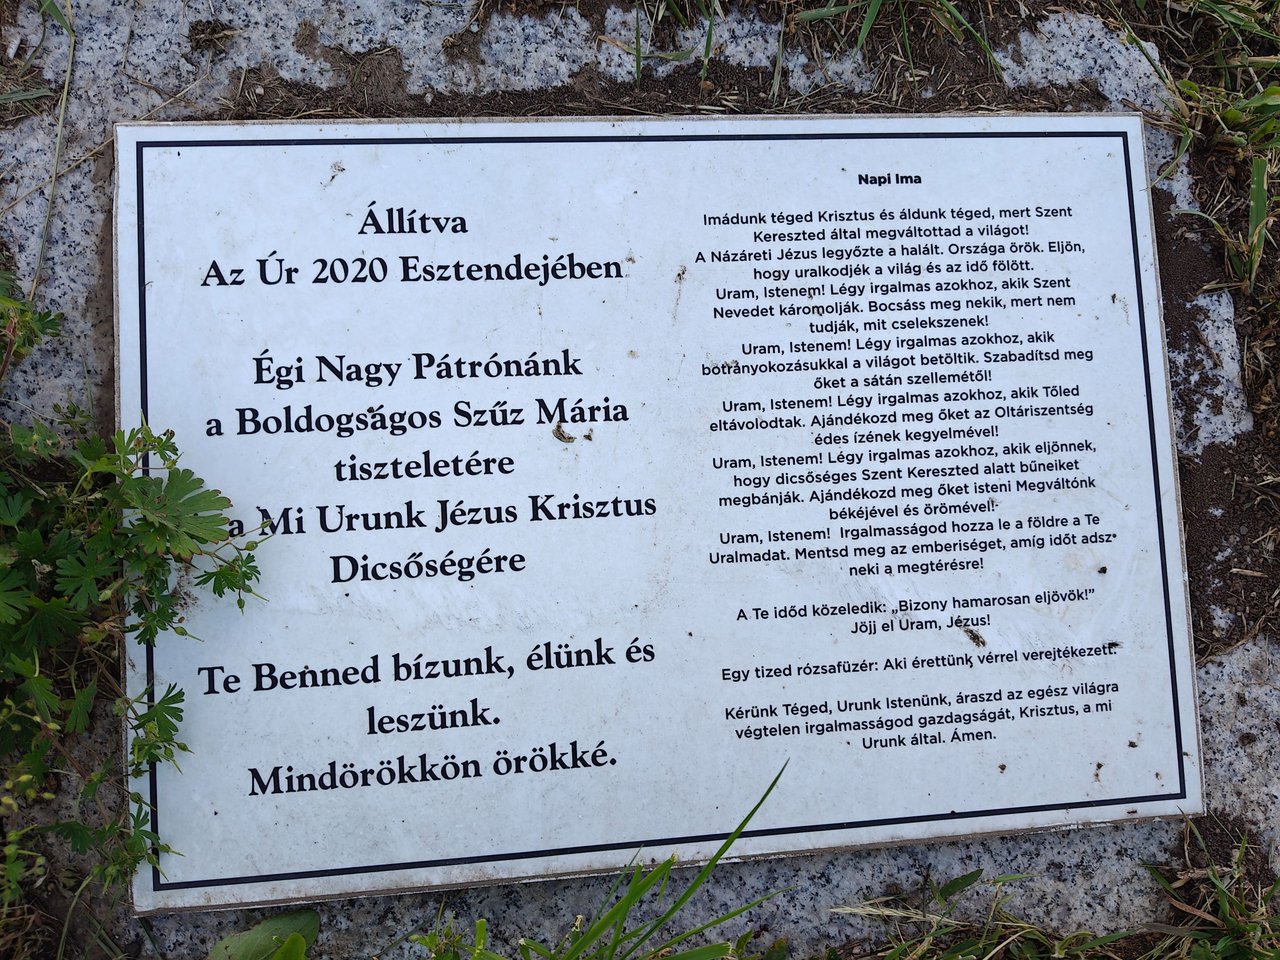 Állítva
Az Úr 2020 Esztendejében
Égi Nagy Pátrónánk
a Boldogságos Szűz Mária
tiszteletére
a Mi Urunk Jézus Krisztus
Dicsőségére
Te Benned bízunk, élünk és
leszünk.
Mindörökkön örökké.
Napi Ima
Imádunk téged Krisztus és áldunk téged, mert Szent
Kereszted által megváltottad a világot!
A Názáreti Jézus legyőzte a halált. Országa örök. Eljön,
hogy uralkodjék a világ és az idő fölött.
Uram, Istenem! Légy irgalmas azokhoz, akik Szent
Nevedet káromolják. Bocsáss meg nekik, mert nem
tudják, mit cselekszenek!
Uram, Istenem! Légy irgalmas azokhoz, akik
botrányokozásukkal a világot betöltik. Szabadítsd meg
őket a sátán szellemétől!
Uram, Istenem! Légy irgalmas azokhoz, akik Tőled
eltávolodtak. Ajándékozd meg őket az Oltáriszentség
édes ízének kegyelmével!
Uram, Istenem! Légy irgalmas azokhoz, akik eljönnek,
hogy dicsőséges Szent Kereszted alatt bűneiket
megbánják. Ajándékozd meg őket isteni Megváltónk
békéjével és örömével!
Uram, Istenem! Irgalmasságod hozza le a földre a Te
Uralmadat. Mentsd meg az emberiséget, amíg időt adsz
neki a megtérésre!
A Te időd közeledik: „Bizony hamarosan eljövök!”
Jöjj el Uram, Jézus!
Egy tized rózsafüzér: Aki érettünk vérrel verejtékezett.
Kérünk Téged, Urunk Istenünk, áraszd az egész világra
végtelen irgalmasságod gazdagságát, Krisztus, a mi
Urunk által. Ámen.